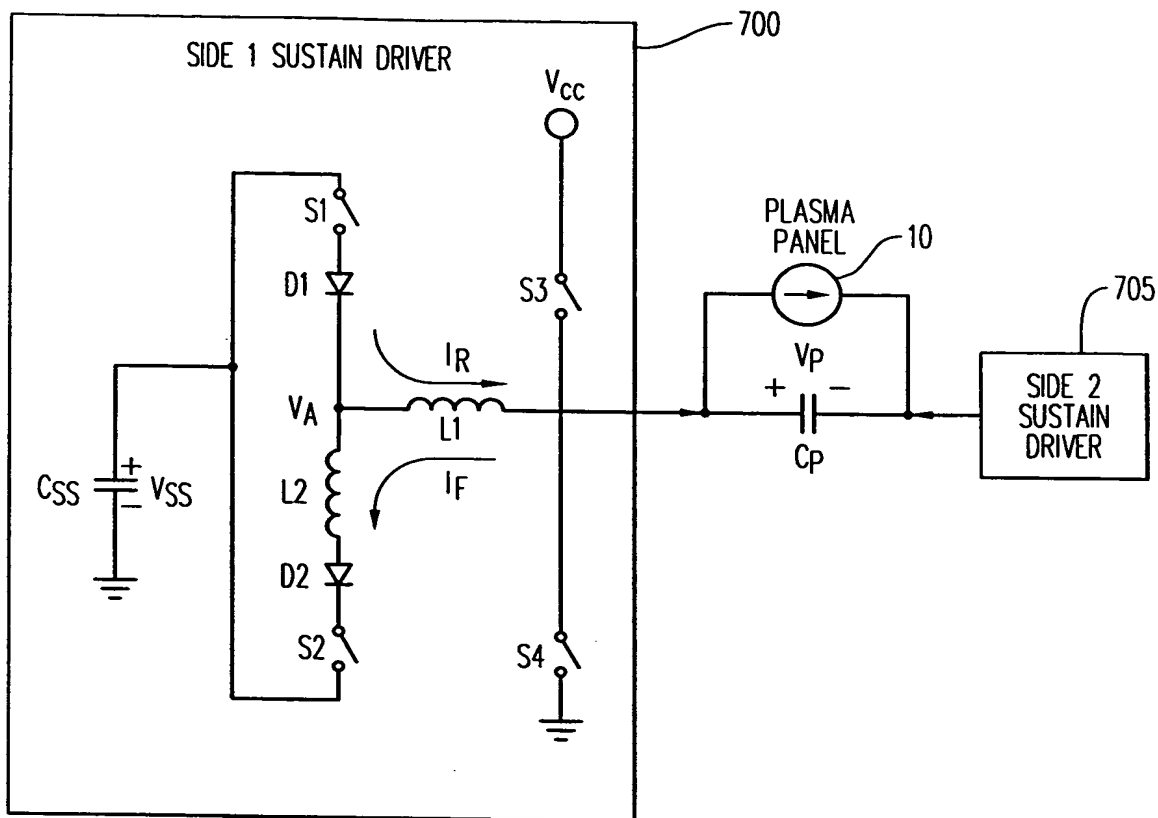 SIDE 1 SUSTAIN DRIVER
700
VCC
S1
D1
S3
PLASMA
PANEL
10
705
IR
VA
L1
VP
+ -
CP
SIDE 2
SUSTAIN
DRIVER
CSS
+
VSS
-
L2
IF
D2
S2
S4